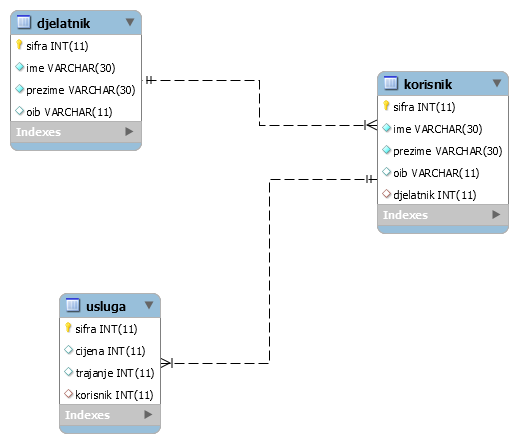 djelatnik
sifra INT(11)
ime VARCHAR(30)
prezime VARCHAR(30)
oib VARCHAR(11)
Indexes
korisnik
sifra INT(11)
ime VARCHAR(30)
prezime VARCHAR(30)
oib VARCHAR(11)
djelatnik INT(11)
Indexes
usluga
sifra INT(11)
cijena INT(11)
trajanje INT(11)
korisnik INT(11)
Indexes